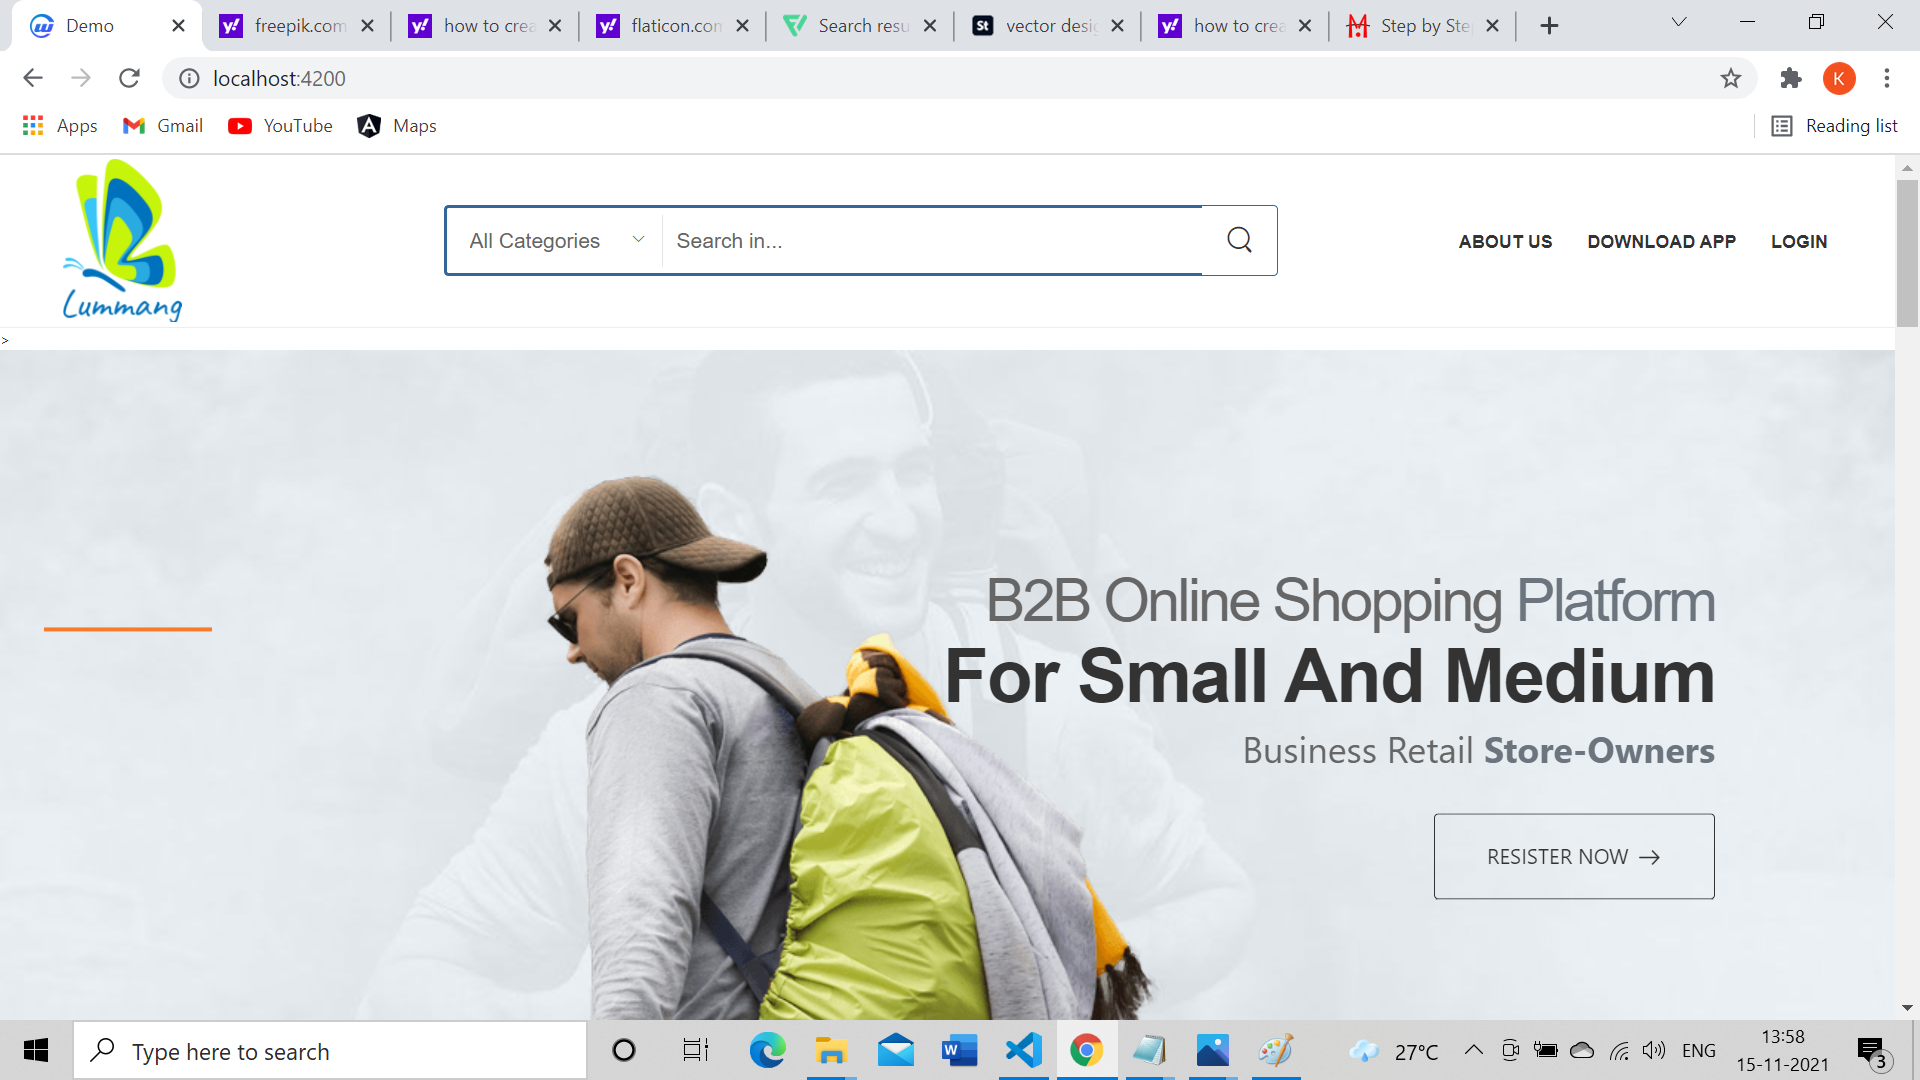 Demo
freepik.com
how to crea
flaticon.con
Search resu
vector desig
how to crea
Step by Ste
localhost:4200
Apps
Gmail
YouTube
Maps
Reading list
Lummang
All Categories
Search in...
ABOUT US
DOWNLOAD APP
LOGIN
>
B2B Online Shopping Platform
For Small And Medium
Business Retail Store-Owners
RESISTER NOW →
Type here to search
27°C
ENG
13:58
15-11-2021
3